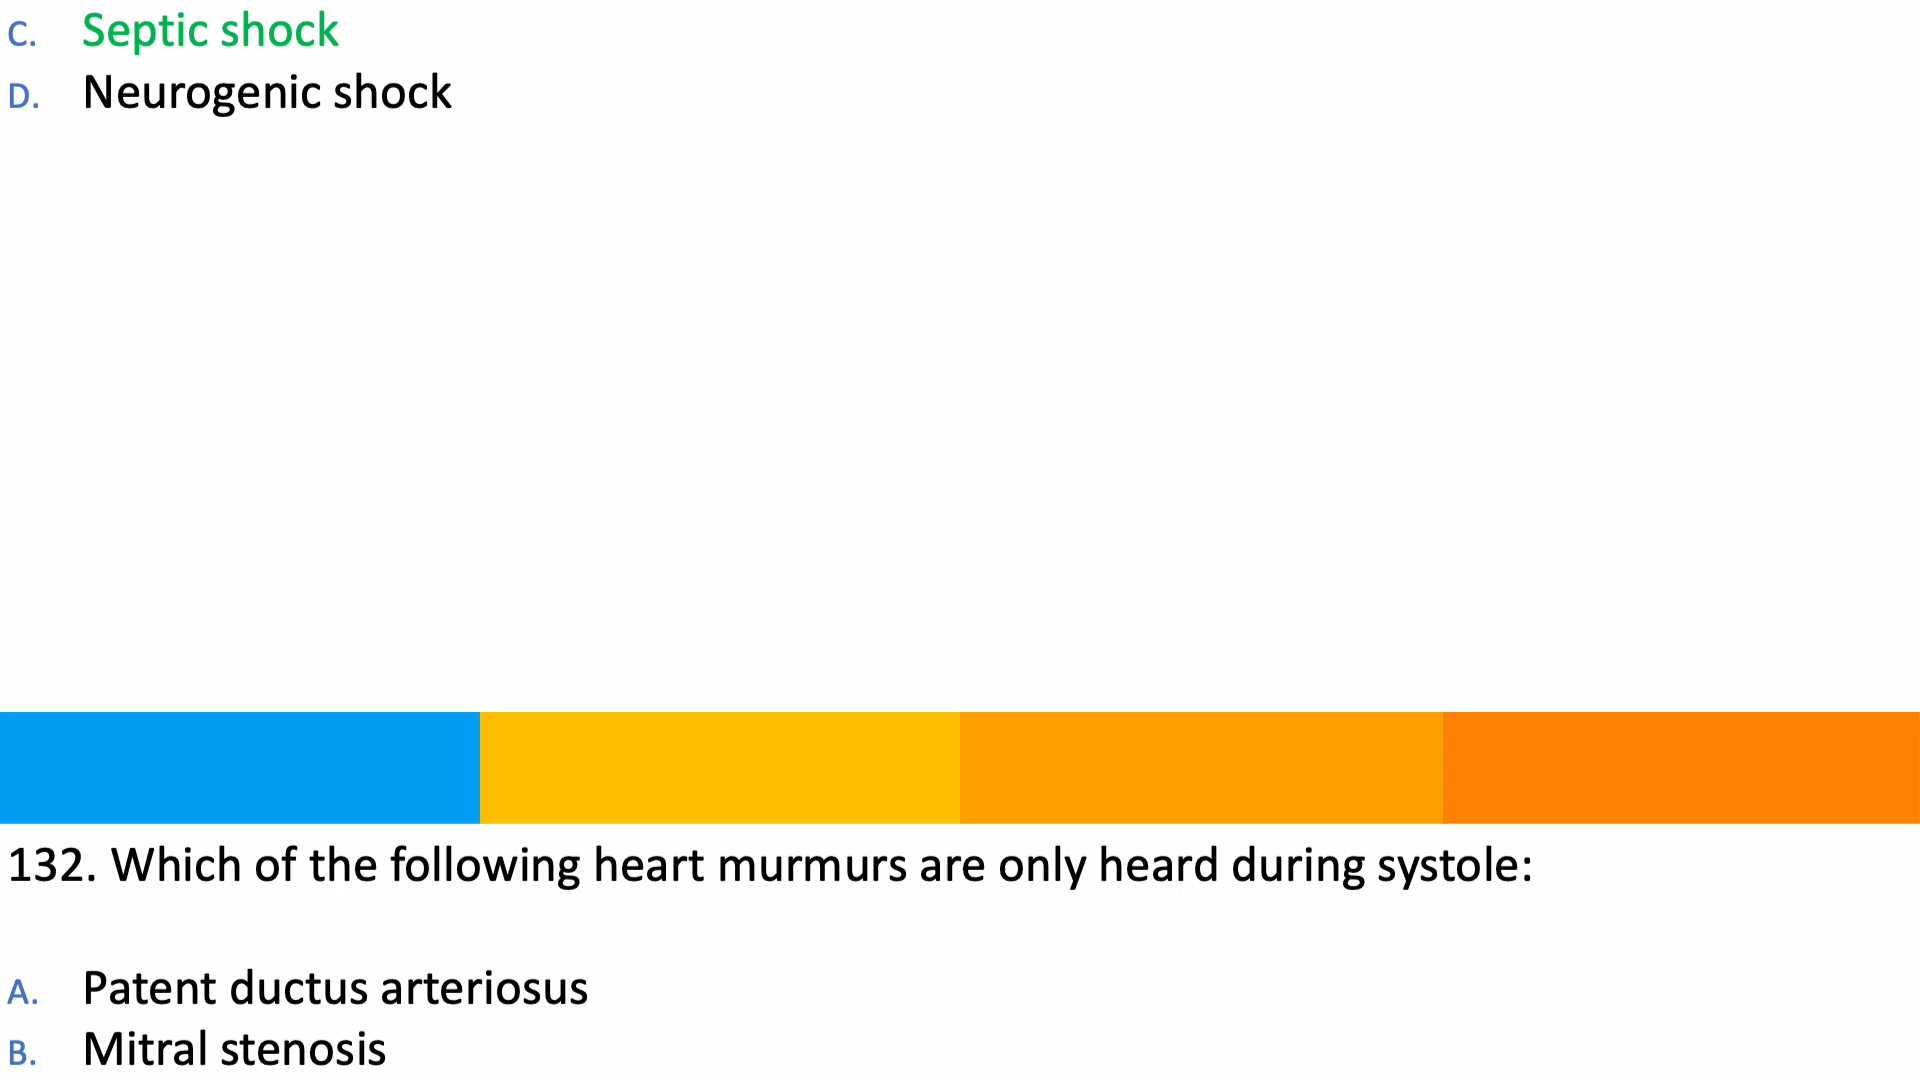 C. Septic shock
D. Neurogenic shock
132. Which of the following heart murmurs are only heard during systole:
A. Patent ductus arteriosus
B. Mitral stenosis